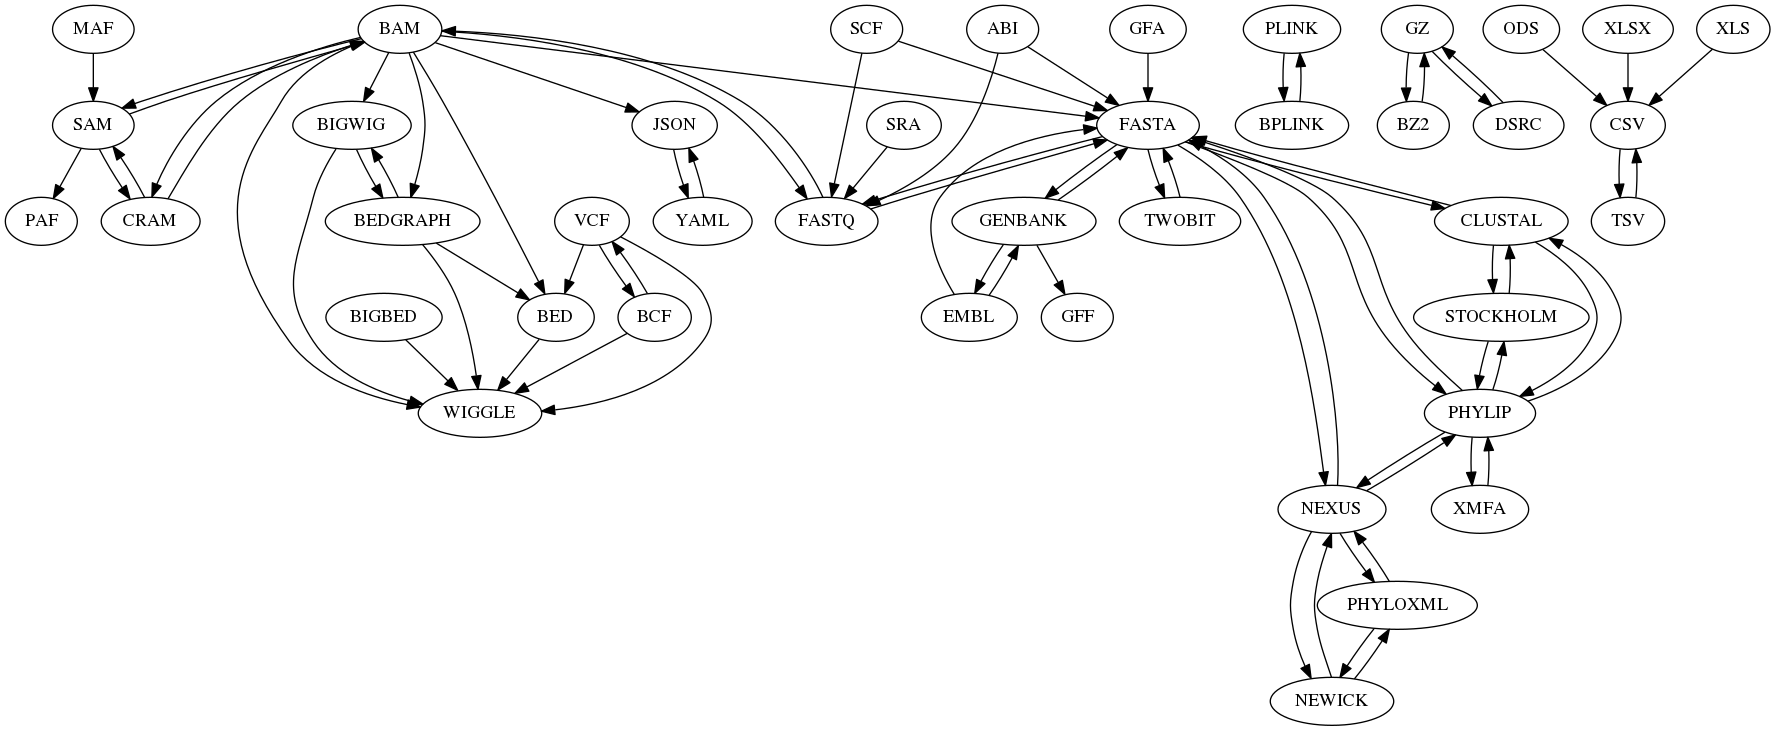 MAF
BAM
SCF
ABI
GFA
PLINK
GZ
ODS
XLSX
XLS
SAM
BIGWIG
JSON
SRA
FASTA
BPLINK
BZ2
DSRC
CSV
PAF
CRAM
BEDGRAPH
VCF
YAML
FASTQ
GENBANK
TWOBIT
CLUSTAL
TSV
BIGBED
BED
BCF
EMBL
GFF
STOCKHOLM
WIGGLE
PHYLIP
NEXUS
XMFA
PHYLOXML
NEWICK